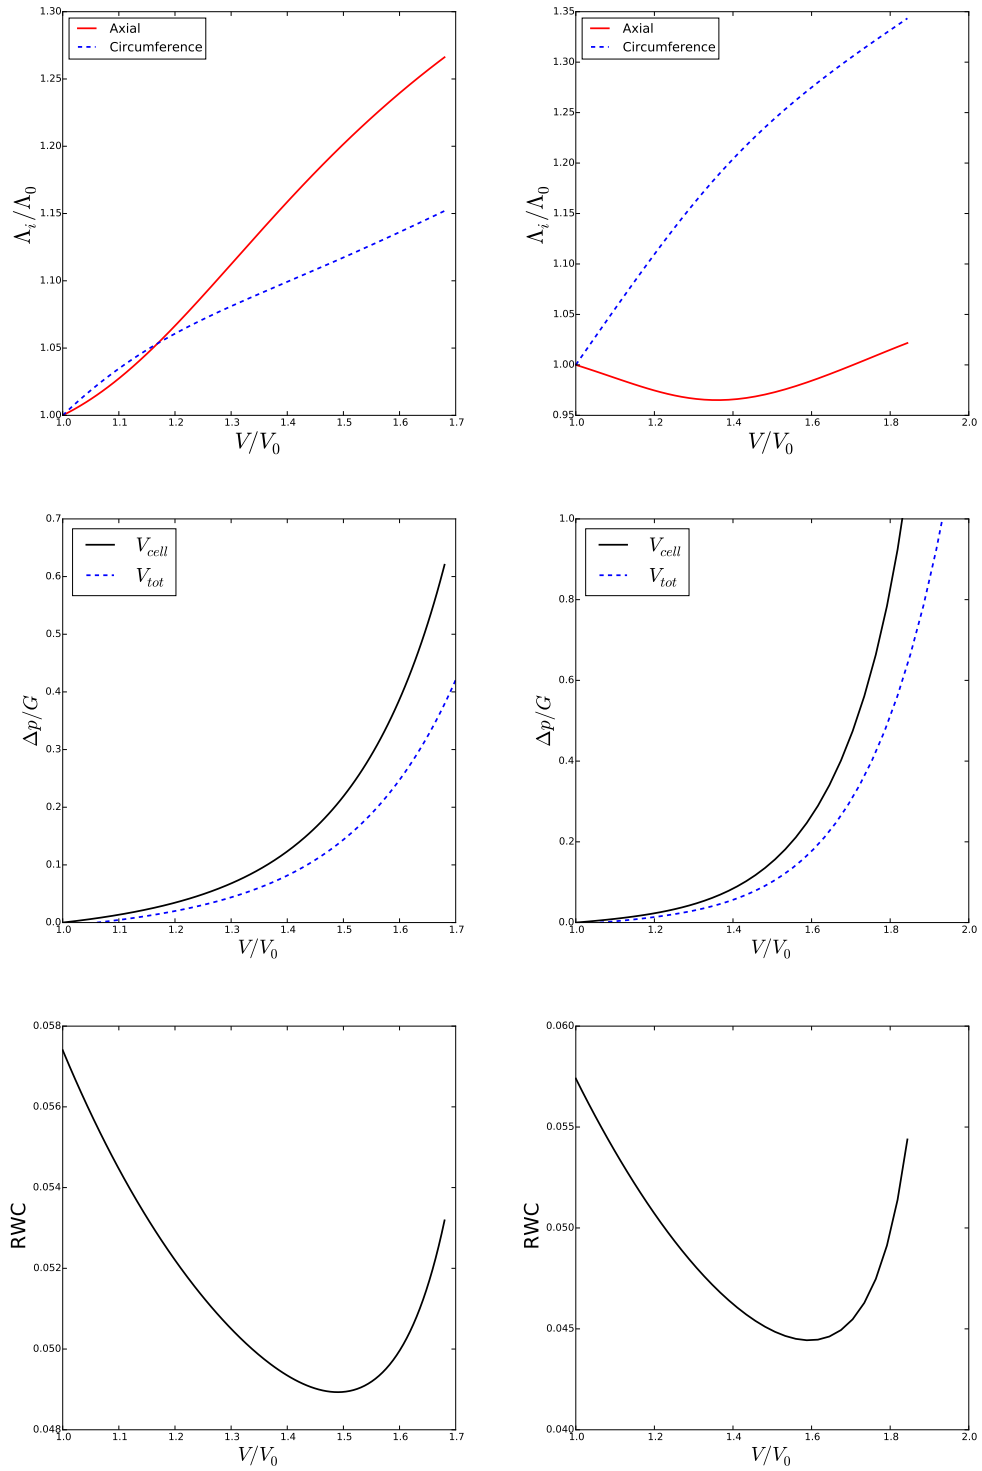 1.30
1.25
1.20
1.15
1.10
1.05
1.00
Axial
Circumference
Λi/Λ0
1.0 1.1 1.2 1.3 1.4 1.5 1.6 1.7
V/V0
1.35
1.30
1.25
1.20
1.15
1.10
1.05
1.00
0.95
Axial
Circumference
Λi/Λ0
1.0 1.2 1.4 1.6 1.8 2.0
V/V0
0.7
0.6
0.5
0.4
0.3
0.2
0.1
0.0
Vcell
Vtot
Δp/G
1.0 1.1 1.2 1.3 1.4 1.5 1.6 1.7
V/V0
1.0
0.8
0.6
0.4
0.2
0.0
Vcell
Vtot
Δp/G
1.0 1.2 1.4 1.6 1.8 2.0
V/V0
0.058
0.056
0.054
0.052
0.050
0.048
RWC
1.0 1.1 1.2 1.3 1.4 1.5 1.6 1.7
V/V0
0.060
0.055
0.050
0.045
0.040
RWC
1.0 1.2 1.4 1.6 1.8 2.0
V/V0